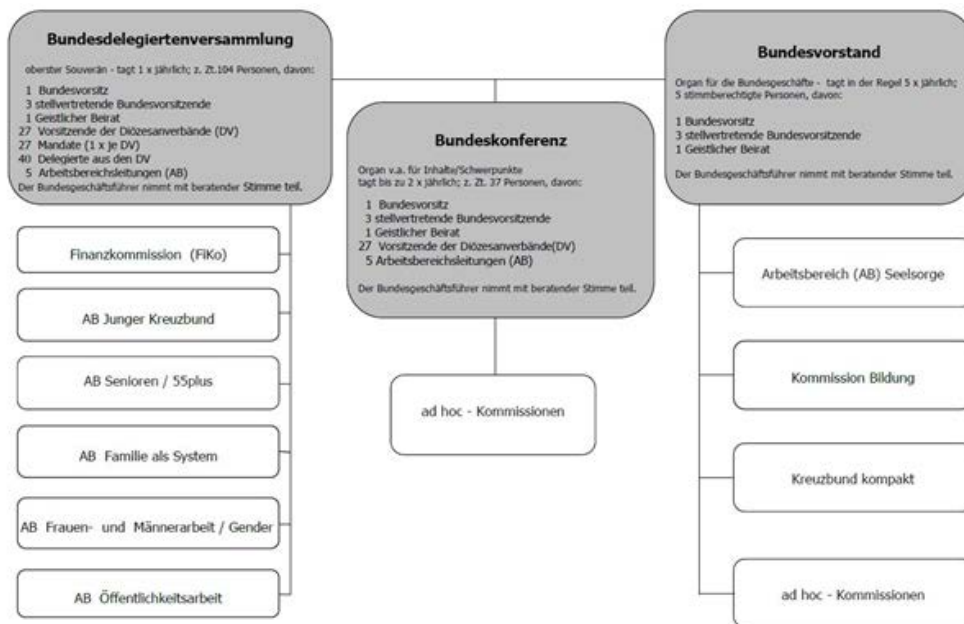 Bundesdelegiertenversammlung
oberster Souverän - tagt 1 x jährlich; z. Zt.104 Personen, davon:
1 Bundesvorsitz
3 stellvertretende Bundesvorsitzende
1 Geistlicher Beirat
27 Vorsitzende der Diözesanverbände (DV)
27 Mandate (1 x je DV)
40 Delegierte aus den DV
5 Arbeitsbereichsleitungen (AB)
Der Bundesgeschäftsführer nimmt mit beratender Stimme teil.
Finanzkommission (FiKo)
AB Junger Kreuzbund
AB Senioren / 55plus
AB Familie als System
AB Frauen- und Männerarbeit / Gender
AB Öffentlichkeitsarbeit
Bundeskonferenz
Organ v.a. für Inhalte/Schwerpunkte
tagt bis zu 2 x jährlich; z. Zt. 37 Personen, davon:
1 Bundesvorsitz
3 stellvertretende Bundesvorsitzende
1 Geistlicher Beirat
27 Vorsitzende der Diözesanverbände(DV)
5 Arbeitsbereichsleitungen (AB)
Der Bundesgeschäftsführer nimmt mit beratender Stimme teil.
ad hoc - Kommissionen
Bundesvorstand
Organ für die Bundesgeschäfte - tagt in der Regel 5 x jährlich;
5 stimmberechtigte Personen, davon:
1 Bundesvorsitz
3 stellvertretende Bundesvorsitzende
1 Geistlicher Beirat
Der Bundesgeschäftsführer nimmt mit beratender Stimme teil.
Arbeitsbereich (AB) Seelsorge
Kommission Bildung
Kreuzbund kompakt
ad hoc - Kommissionen